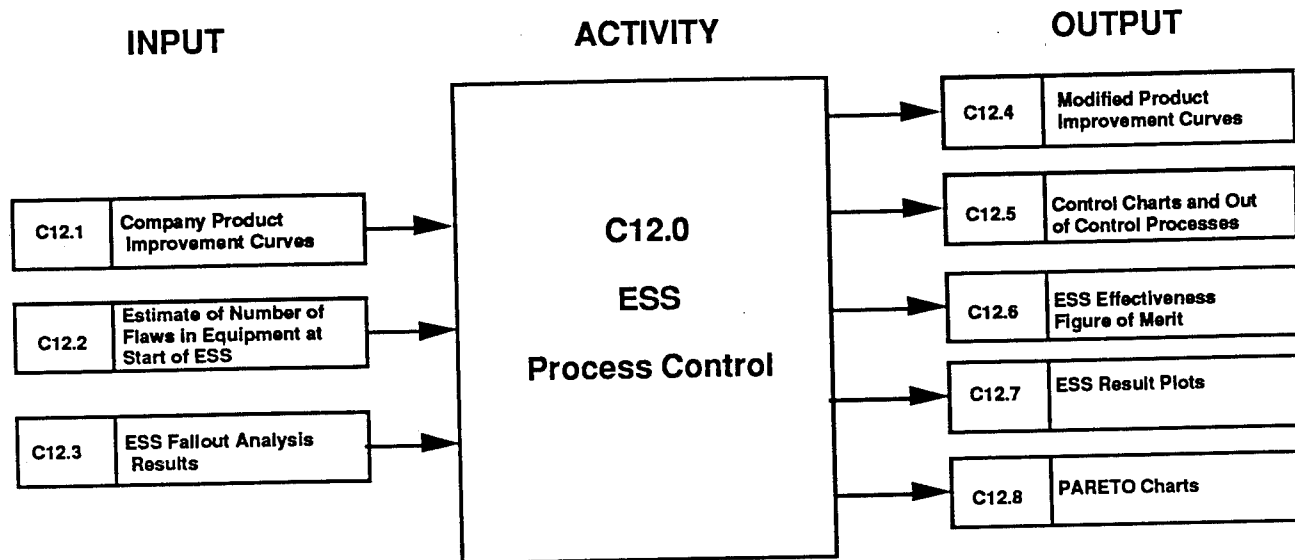 INPUT
ACTIVITY
OUTPUT
C12.1
Company Product
Improvement Curves
C12.2
Estimate of Number of
Flaws in Equipment at
Start of ESS
C12.3
ESS Fallout Analysis
Results
C12.0
ESS
Process Control
C12.4
Modified Product
Improvement Curves
C12.5
Control Charts and Out
of Control Processes
C12.6
ESS Effectiveness
Figure of Merit
C12.7
ESS Result Plots
C12.8
PARETO Charts